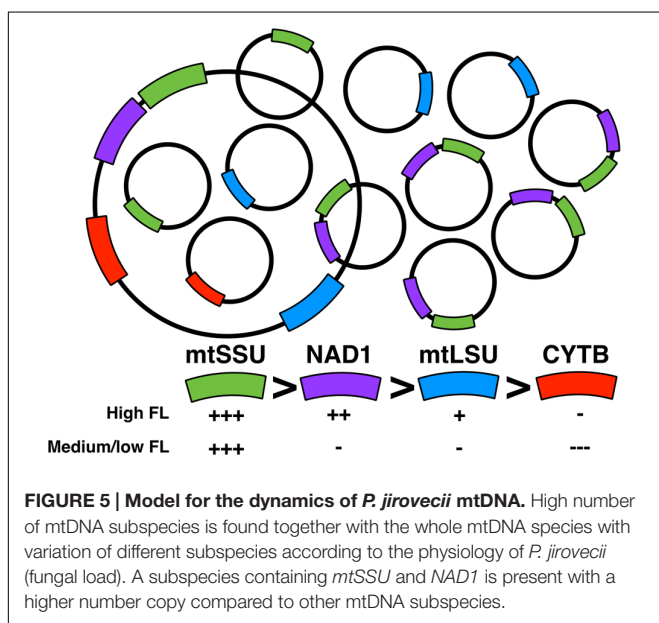 mtSSU NAD1 mtLSU CYTB
> > >
High FL +++ ++ + -
Medium/low FL +++ - - ---
FIGURE 5 | Model for the dynamics of P. jirovecii mtDNA. High number
of mtDNA subspecies is found together with the whole mtDNA species with
variation of different subspecies according to the physiology of P. jirovecii
(fungal load). A subspecies containing mtSSU and NAD1 is present with a
higher number copy compared to other mtDNA subspecies.